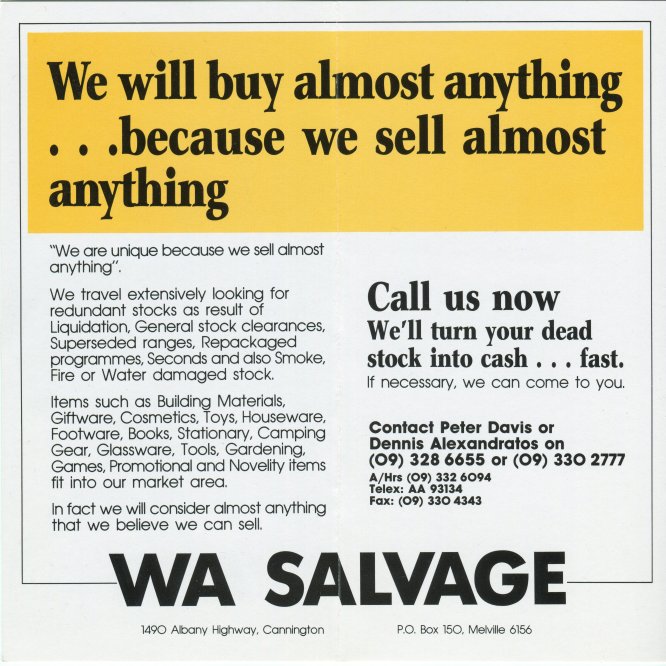 We will buy almost anything
. . .because we sell almost
anything
"We are unique because we sell almost
anything".
We travel extensively looking for
redundant stocks as result of
Liquidation, General stock clearances,
Superseded ranges, Repackaged
programmes, Seconds and also Smoke,
Fire or Water damaged stock.
Items such as Building Materials,
Giftware, Cosmetics, Toys, Houseware,
Footware, Books, Stationary, Camping
Gear, Glassware, Tools, Gardening,
Games, Promotional and Novelity items
fit into our market area.
In fact we will consider almost anything
that we believe we can sell.
Call us now
We'll turn your dead
stock into cash . . . fast.
If necessary, we can come to you.
Contact Peter Davis or
Dennis Alexandratos on
(09) 328 6655 or (09) 330 2777
A/Hrs (09) 332 6094
Telex: AA 93134
Fax: (09) 330 4343
WA SALVAGE
1490 Albany Highway, Cannington
P.O. Box 150, Melville 6156